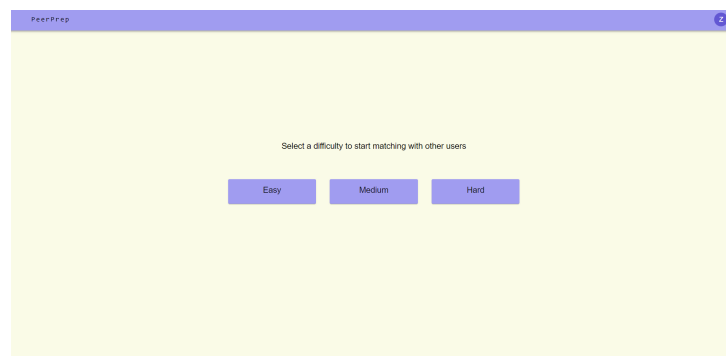 PeerPrep
Z
Select a difficulty to start matching with other users
Easy Medium Hard